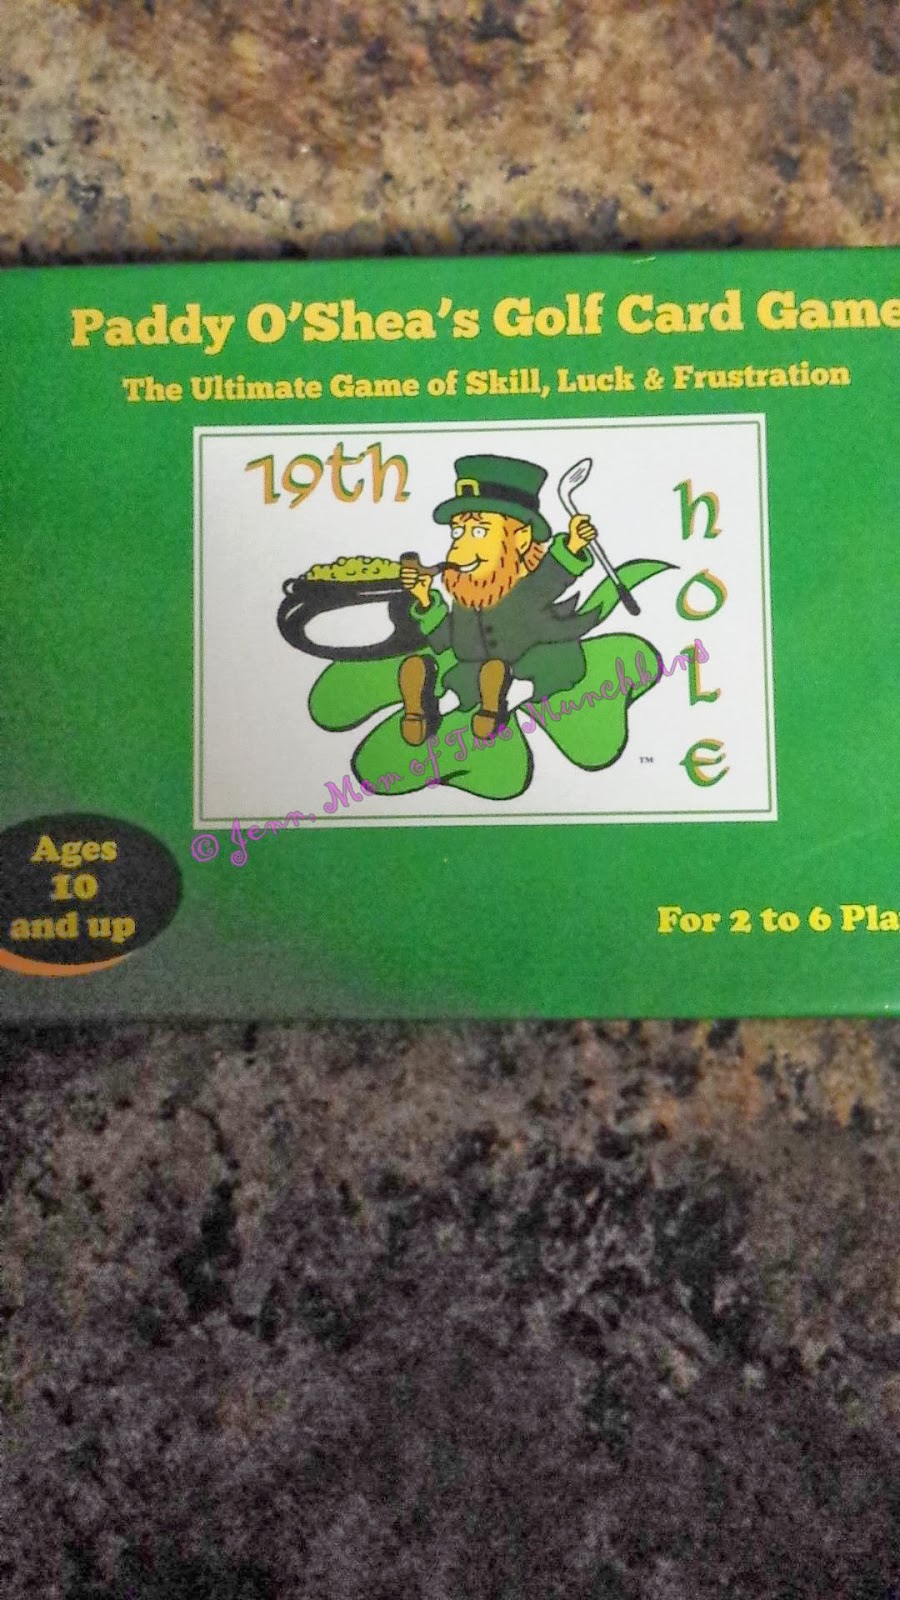 Paddy O'Shea's Golf Card Game
The Ultimate Game of Skill, Luck & Frustration
19th
hoLe
TM
© Jenn, Mom of Two Munchkins
Ages
10
and up
For 2 to 6 Pla